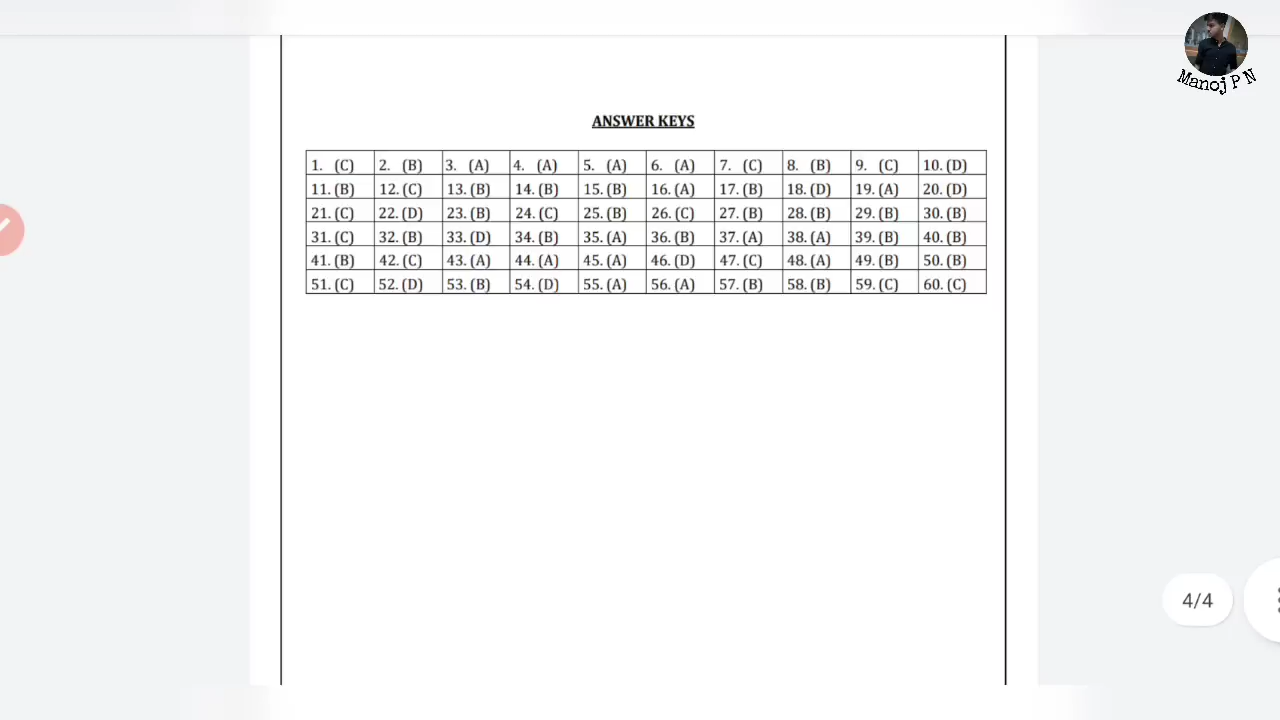 Manoj P N
ANSWER KEYS
1. (C) 2. (B) 3. (A) 4. (A) 5. (A) 6. (A) 7. (C) 8. (B) 9. (C) 10. (D)
11. (B) 12. (C) 13. (B) 14. (B) 15. (B) 16. (A) 17. (B) 18. (D) 19. (A) 20. (D)
21. (C) 22. (D) 23. (B) 24. (C) 25. (B) 26. (C) 27. (B) 28. (B) 29. (B) 30. (B)
31. (C) 32. (B) 33. (D) 34. (B) 35. (A) 36. (B) 37. (A) 38. (A) 39. (B) 40. (B)
41. (B) 42. (C) 43. (A) 44. (A) 45. (A) 46. (D) 47. (C) 48. (A) 49. (B) 50. (B)
51. (C) 52. (D) 53. (B) 54. (D) 55. (A) 56. (A) 57. (B) 58. (B) 59. (C) 60. (C)
4/4